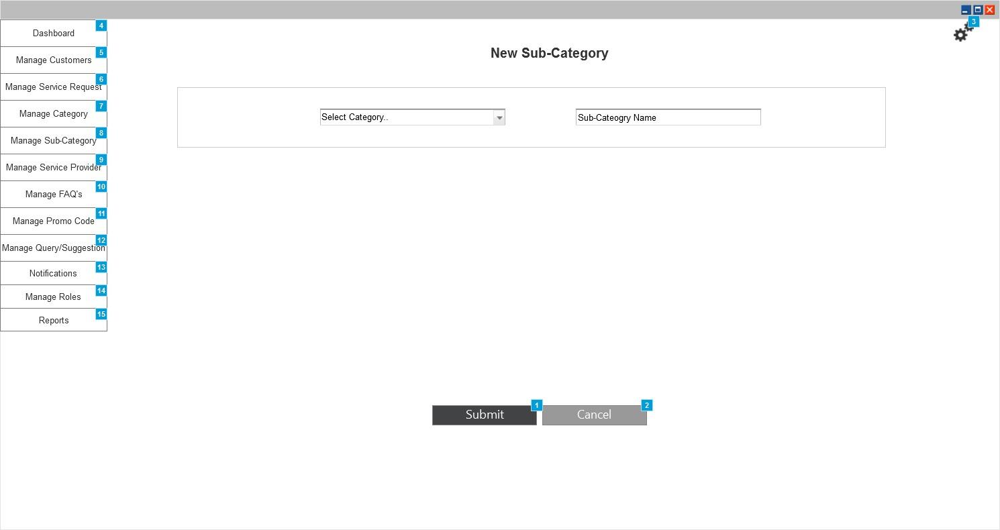 3
4
Dashboard
New Sub-Category
5
Manage Customers
6
Manage Service Request
7
Manage Category
Select Category..
Sub-Cateogry Name
8
Manage Sub-Category
9
Manage Service Provider
10
Manage FAQ's
11
Manage Promo Code
12
Manage Query/Suggestion
13
Notifications
14
Manage Roles
15
Reports
1
Submit
2
Cancel